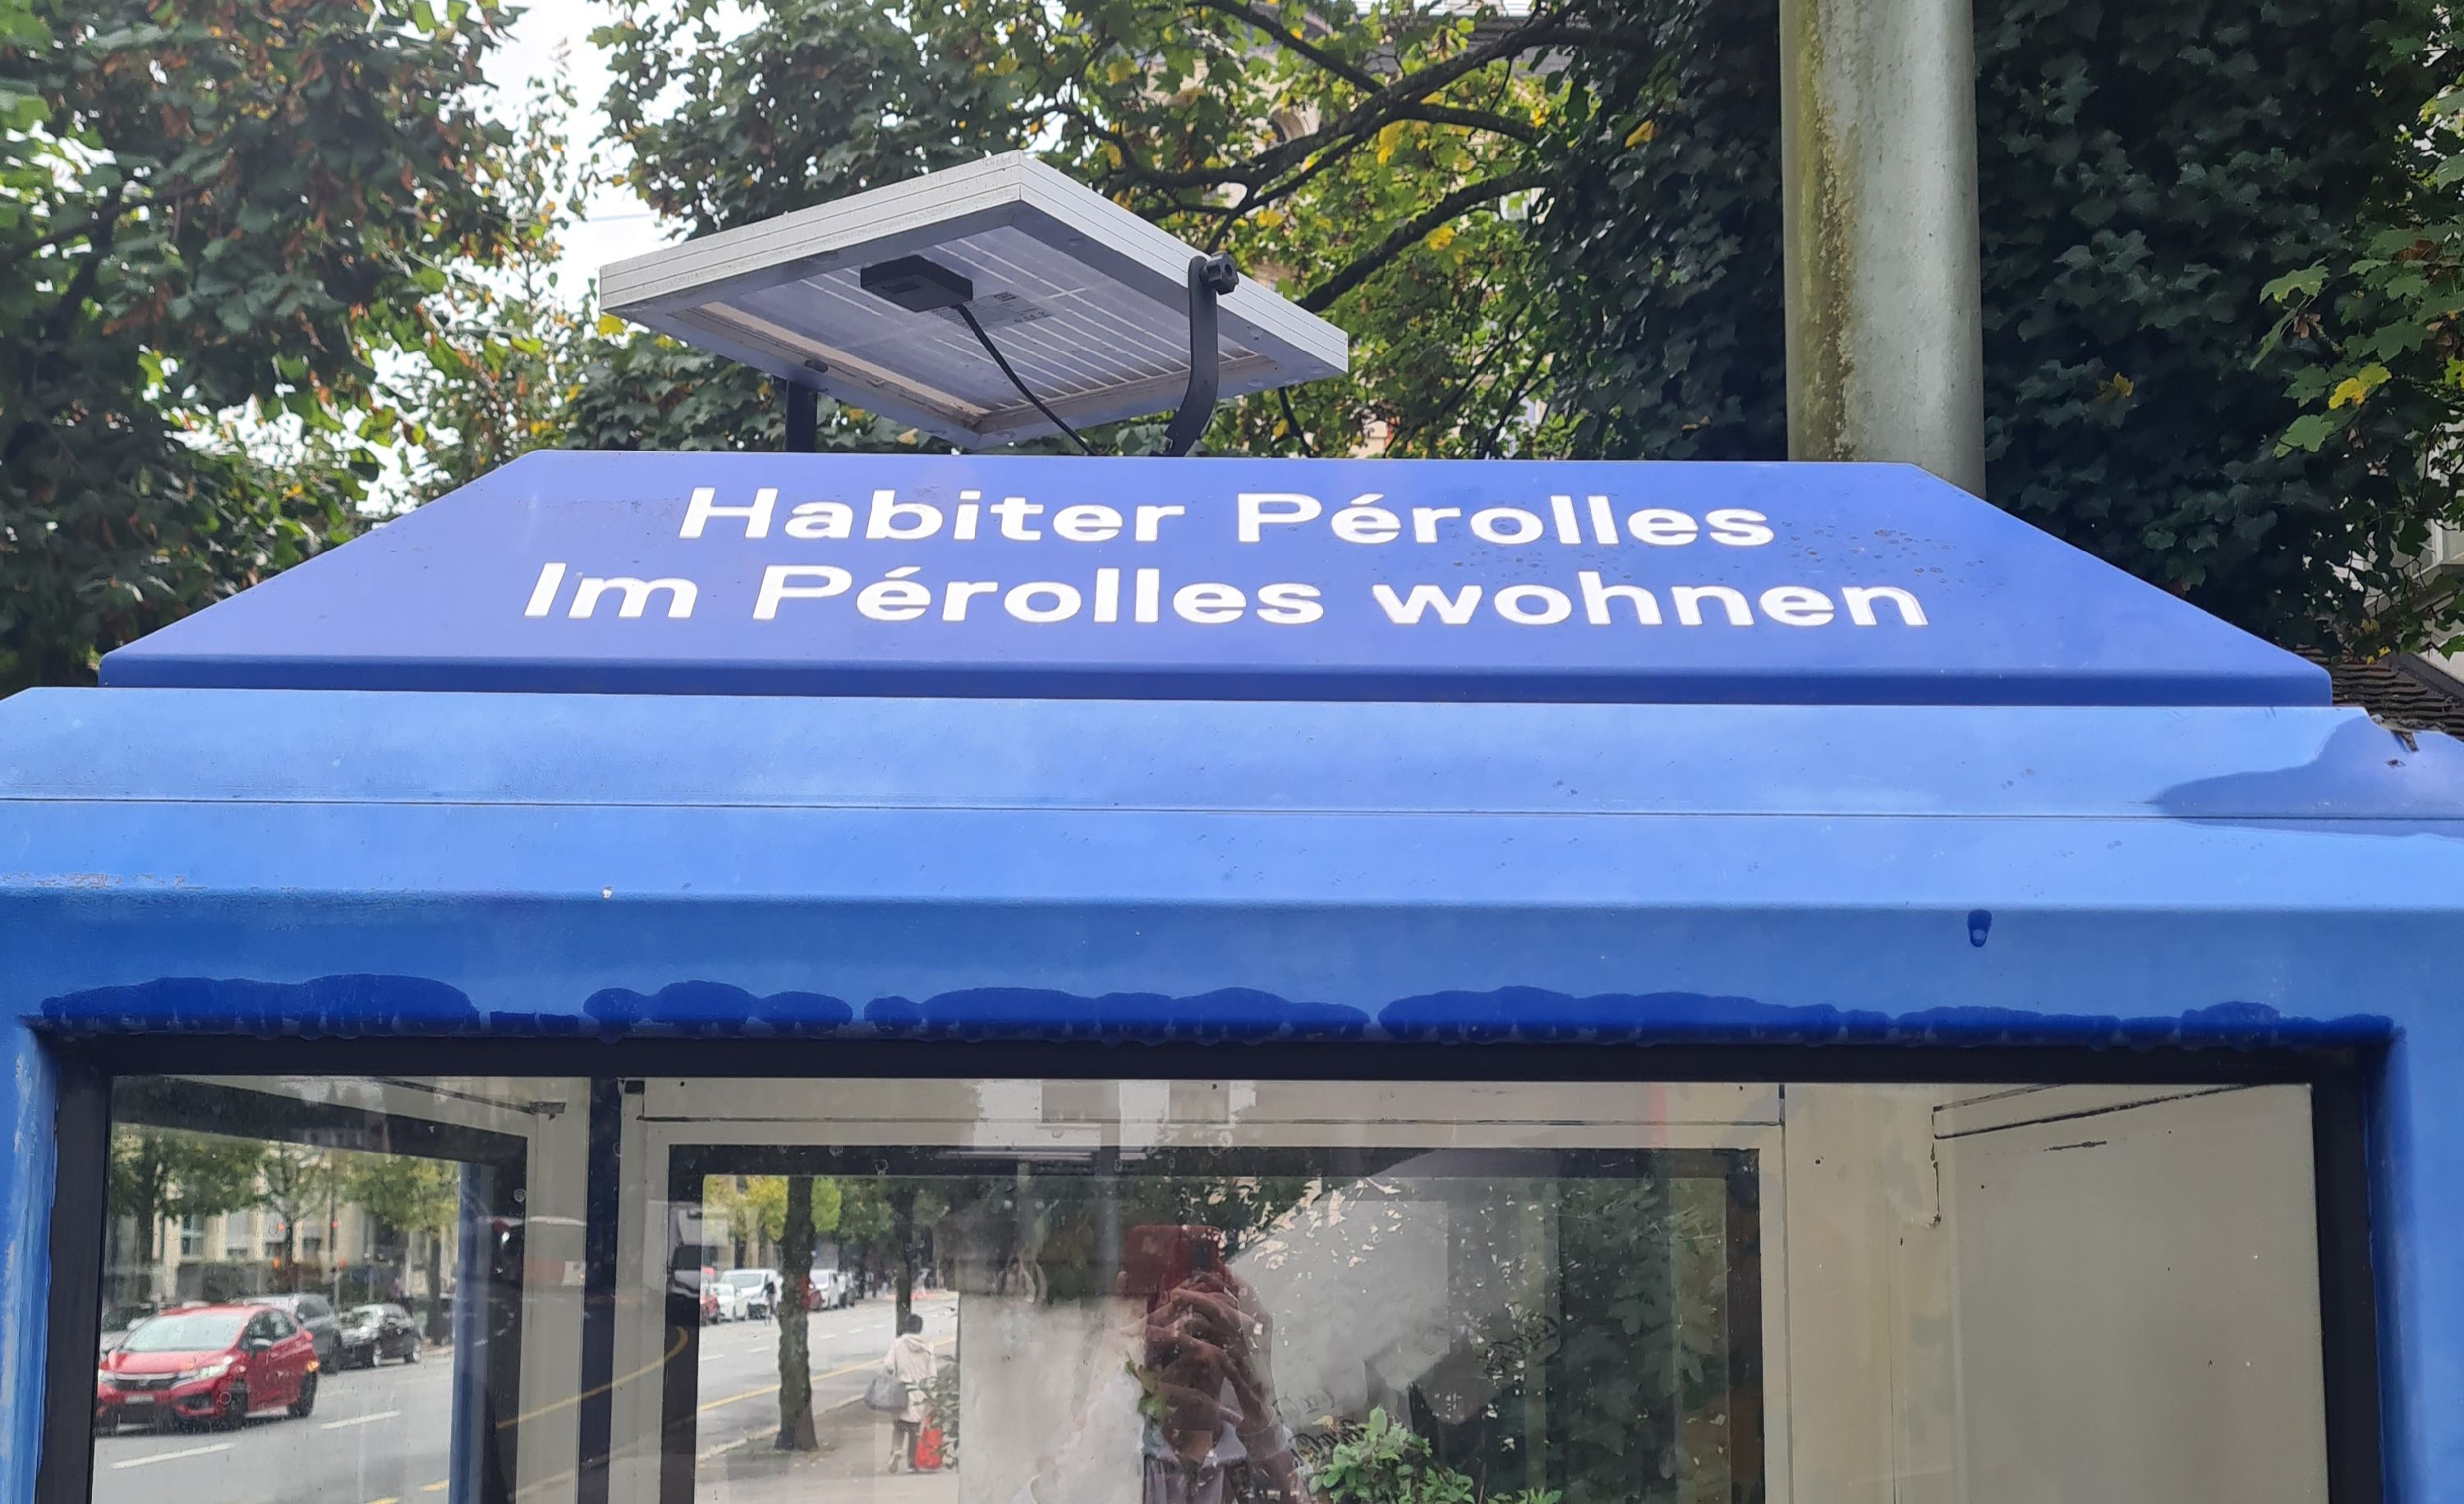 Habiter Pérolles
Im Pérolles wohnen